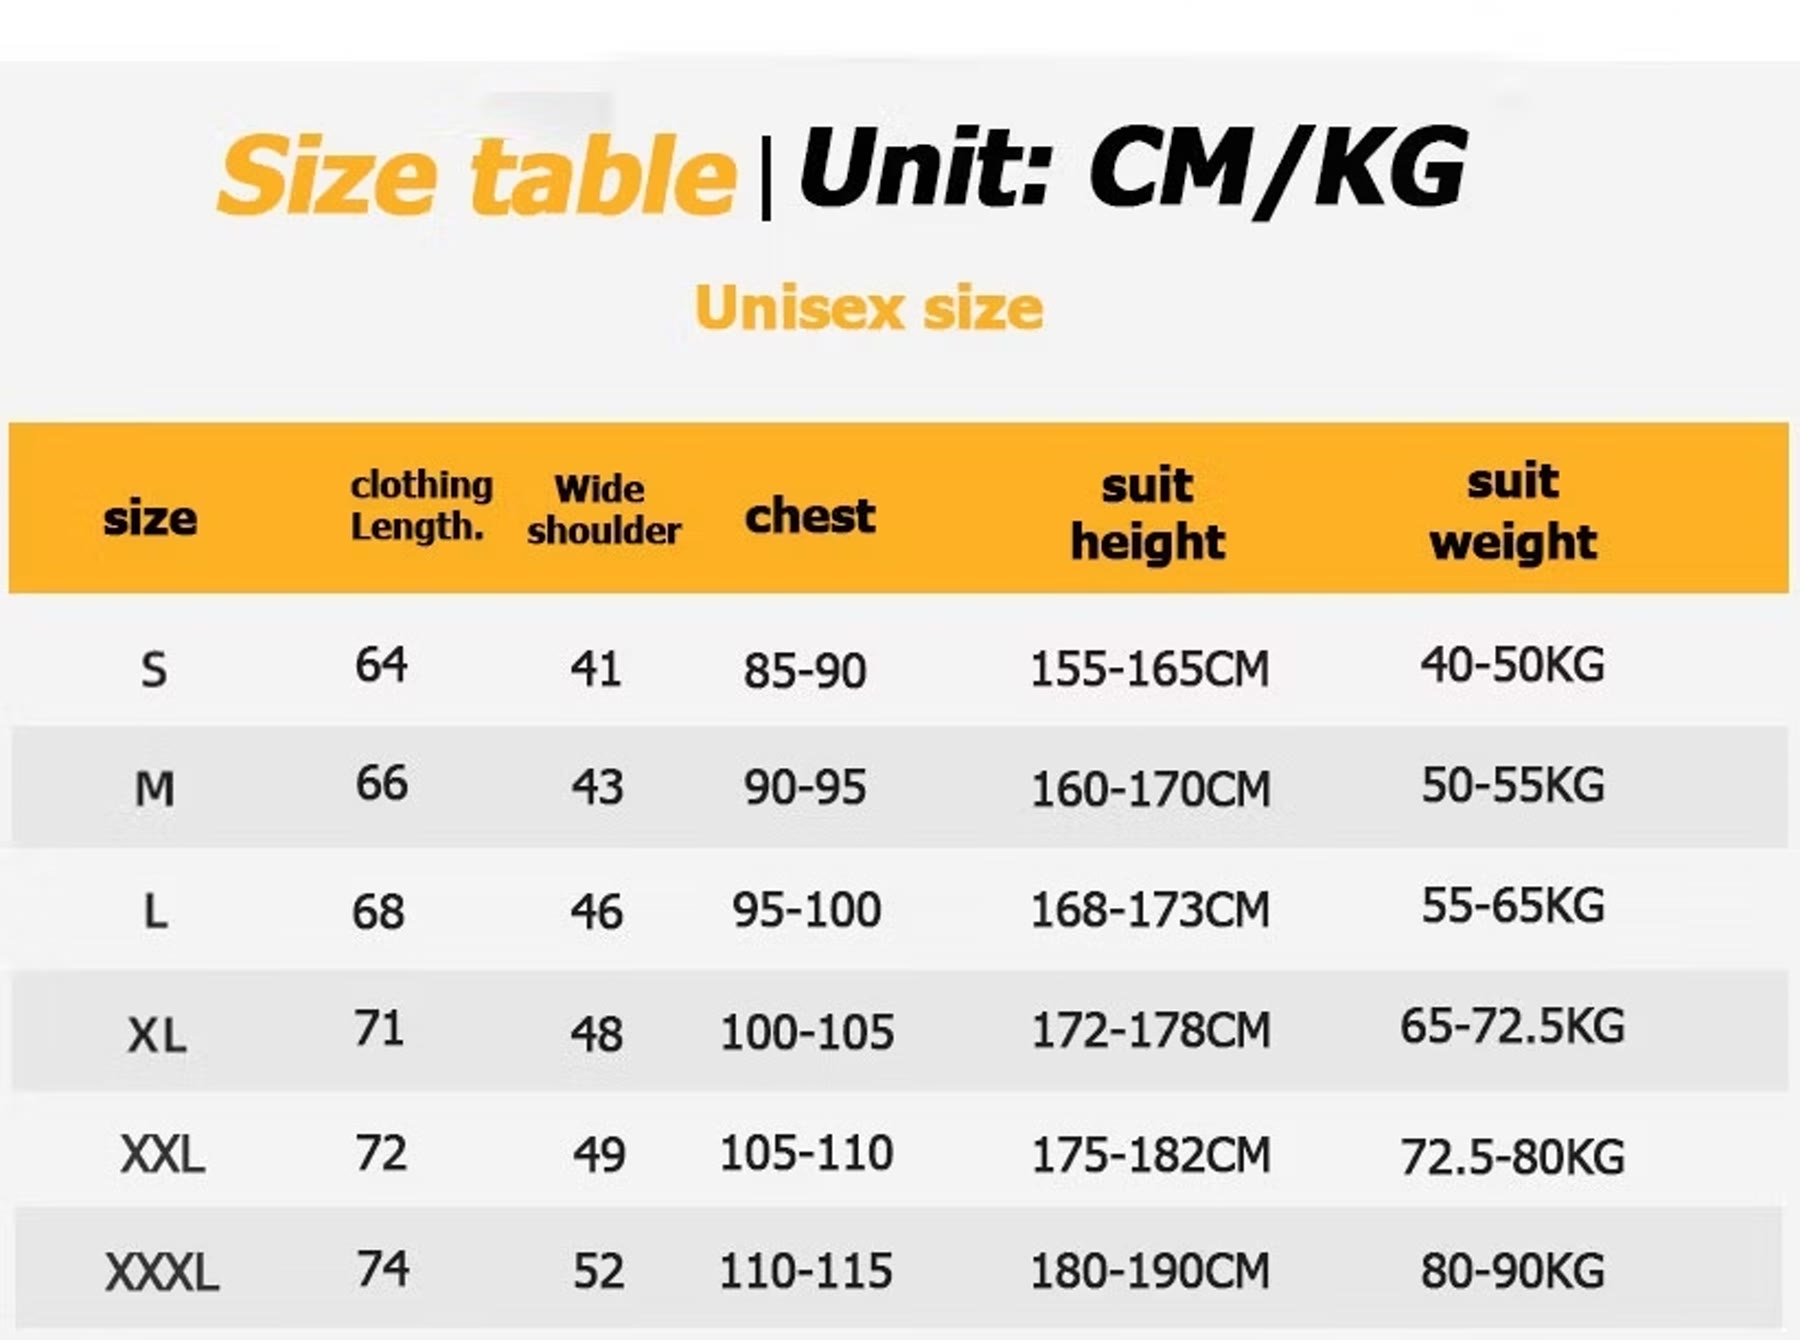 Size table | Unit: CM/KG
Unisex size
size clothing Length. Wide shoulder chest suit height suit weight
S 64 41 85-90 155-165CM 40-50KG
M 66 43 90-95 160-170CM 50-55KG
L 68 46 95-100 168-173CM 55-65KG
XL 71 48 100-105 172-178CM 65-72.5KG
XXL 72 49 105-110 175-182CM 72.5-80KG
XXXL 74 52 110-115 180-190CM 80-90KG